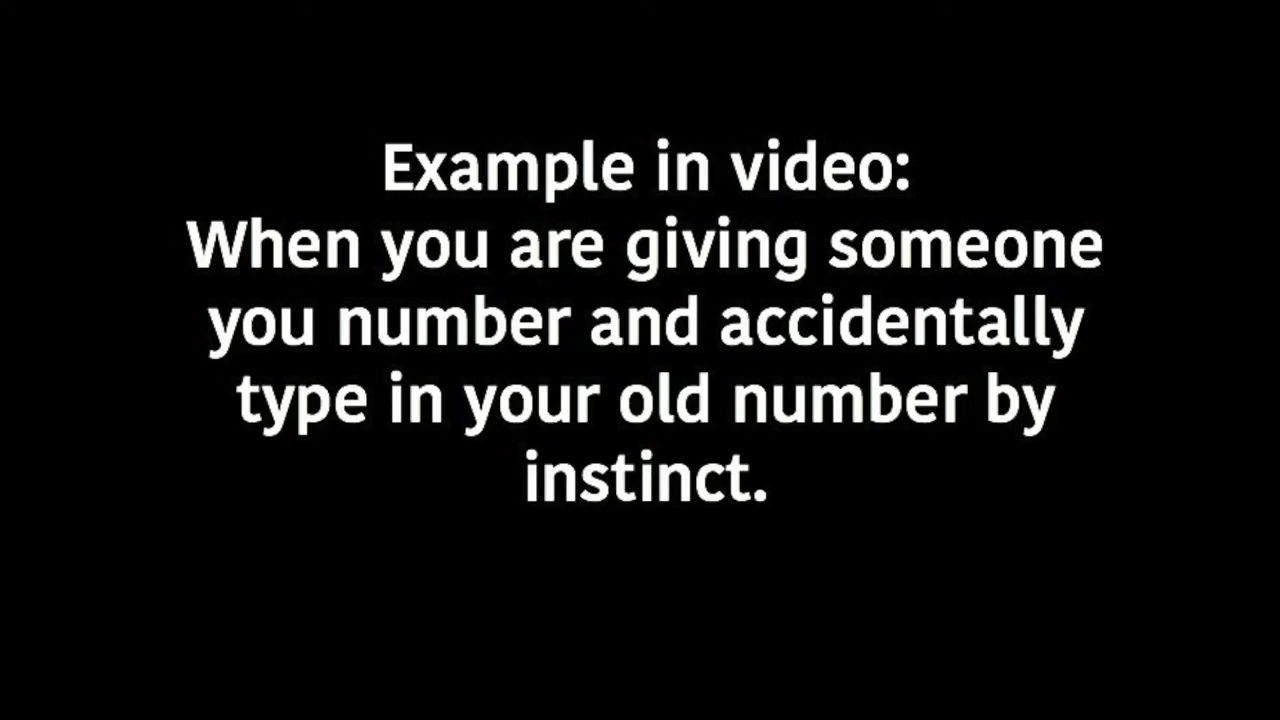 Example in video:
When you are giving someone
you number and accidentally
type in your old number by
instinct.